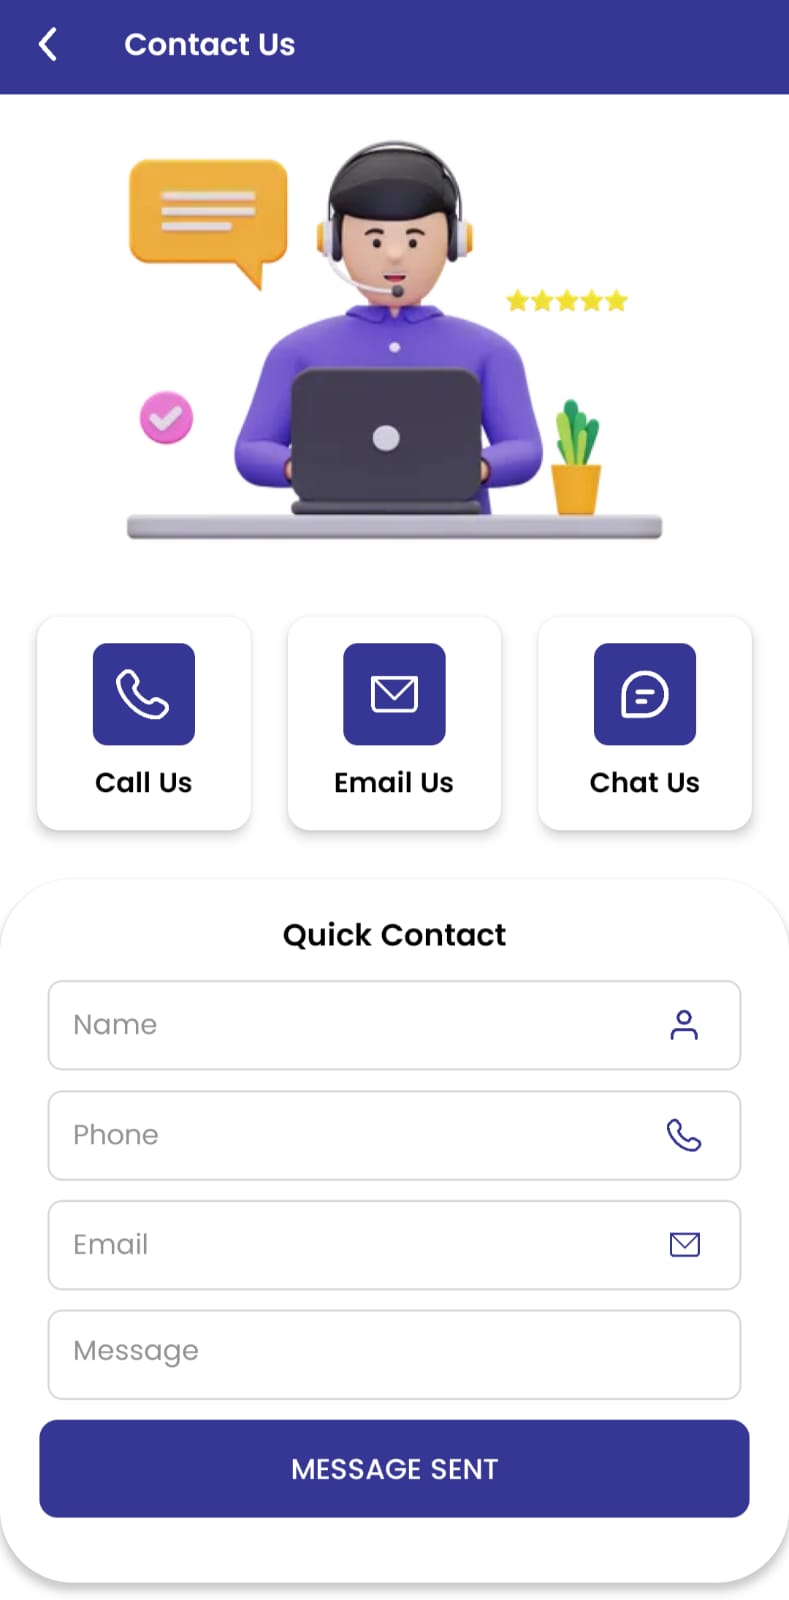 Contact Us
Call Us
Email Us
Chat Us
Quick Contact
Name
Phone
Email
Message
MESSAGE SENT